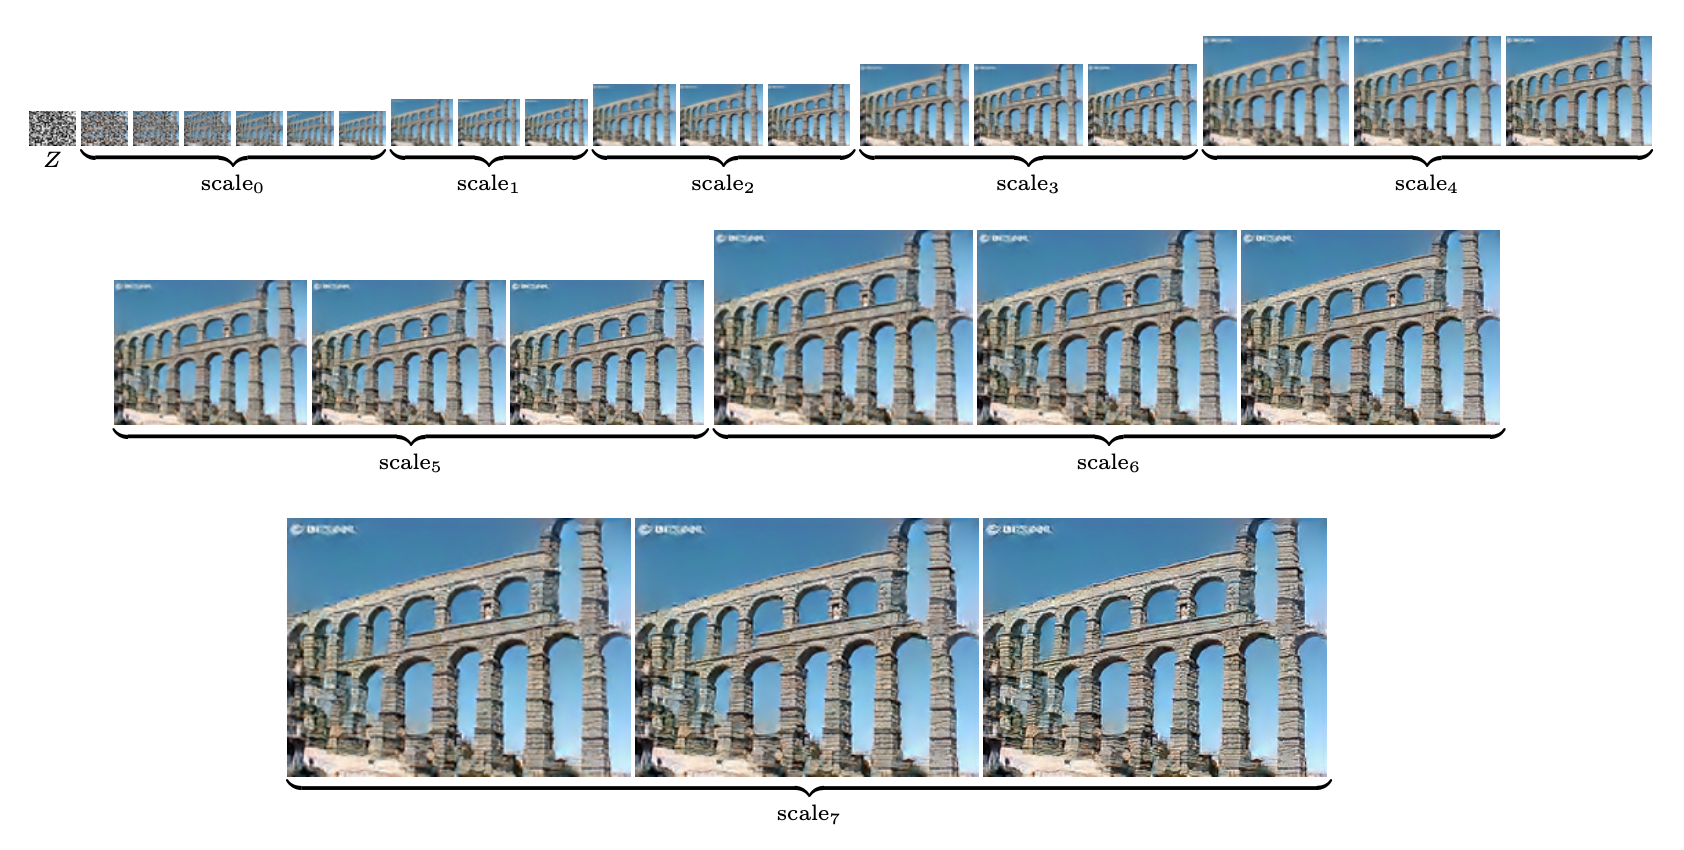 z
scale₀ scale₁ scale₂ scale₃ scale₄
scale₅ scale₆
scale₇